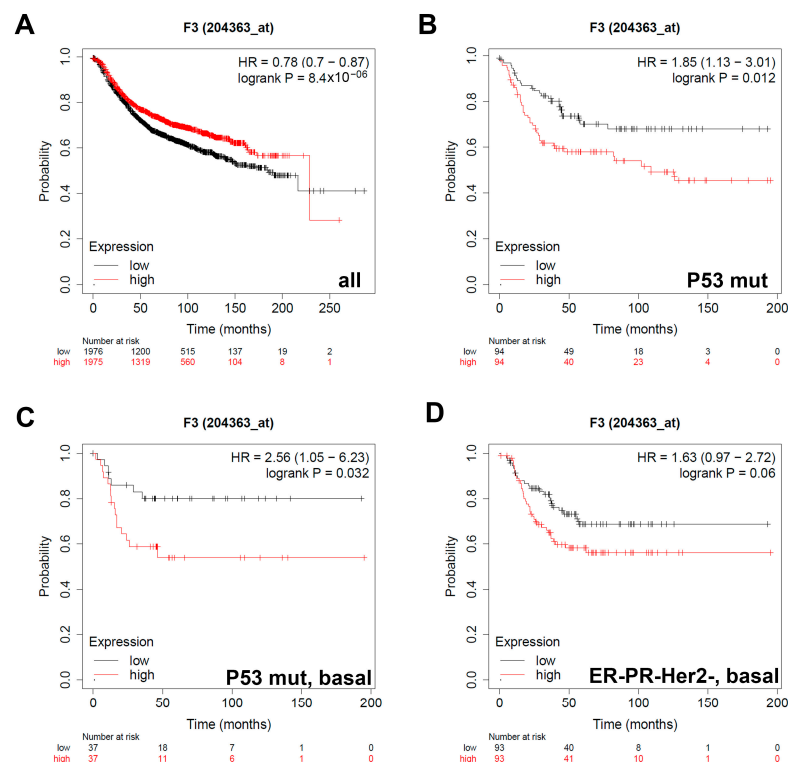 A
F3 (204363_at)
HR = 0.78 (0.7 − 0.87)
logrank P = 8.4x10−06
Probability
1.0
0.8
0.6
0.4
0.2
0.0
Expression
low
high
all
0 50 100 150 200 250
Time (months)
Number at risk
low 1976 1200 515 137 19 2
high 1975 1319 560 104 8 1
B
F3 (204363_at)
HR = 1.85 (1.13 − 3.01)
logrank P = 0.012
Probability
1.0
0.8
0.6
0.4
0.2
0.0
Expression
low
high
P53 mut
0 50 100 150 200
Time (months)
Number at risk
low 94 49 18 3 0
high 94 40 23 4 0
C
F3 (204363_at)
HR = 2.56 (1.05 − 6.23)
logrank P = 0.032
Probability
1.0
0.8
0.6
0.4
0.2
0.0
Expression
low
high
P53 mut, basal
0 50 100 150 200
Time (months)
Number at risk
low 37 18 7 1 0
high 37 11 6 1 0
D
F3 (204363_at)
HR = 1.63 (0.97 − 2.72)
logrank P = 0.06
Probability
1.0
0.8
0.6
0.4
0.2
0.0
Expression
low
high
ER-PR-Her2-, basal
0 50 100 150 200
Time (months)
Number at risk
low 93 40 8 1 0
high 93 41 10 1 0